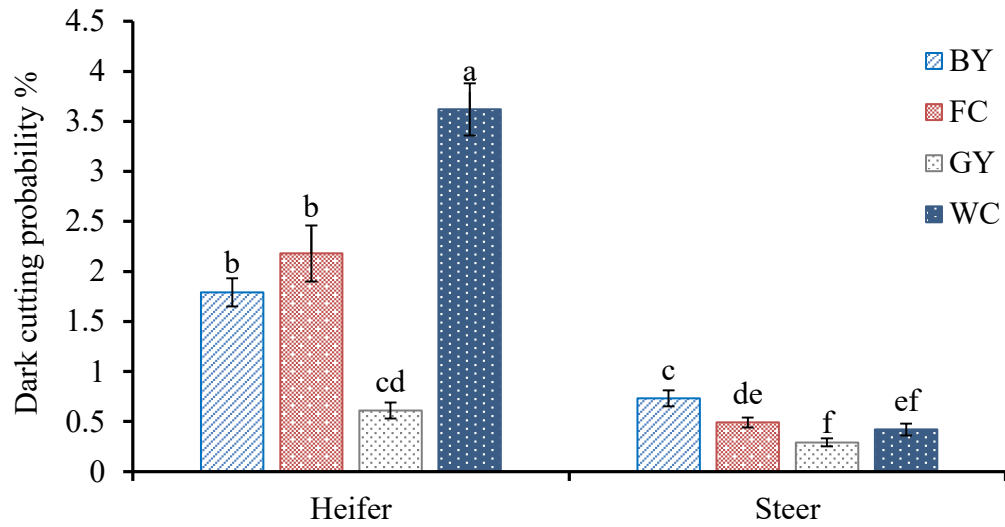 Dark cutting probability %
4.5
4
3.5
3
2.5
2
1.5
1
0.5
0
b
b
cd
a
c
de
f
ef
Heifer
Steer
BY
FC
GY
WC